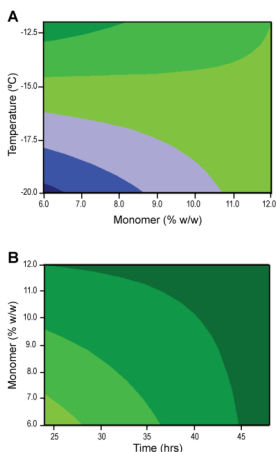 A
Temperature (ºC)
-12.5
-15.0
-17.5
-20.0
6.0 7.0 8.0 9.0 10.0 11.0 12.0
Monomer (% w/w)
B
Monomer (% w/w)
12.0
11.0
10.0
9.0
8.0
7.0
6.0
25 30 35 40 45
Time (hrs)